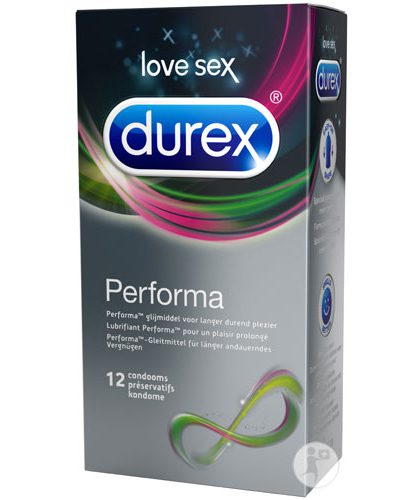 love sex
durex®
Performa
Performa™ glijmiddel voor langer durend plezier
Lubrifiant Performa™ pour un plaisir prolongé
Performa™-Gleitmittel für länger andauerndes
Vergnügen
12 condooms
préservatifs
kondome